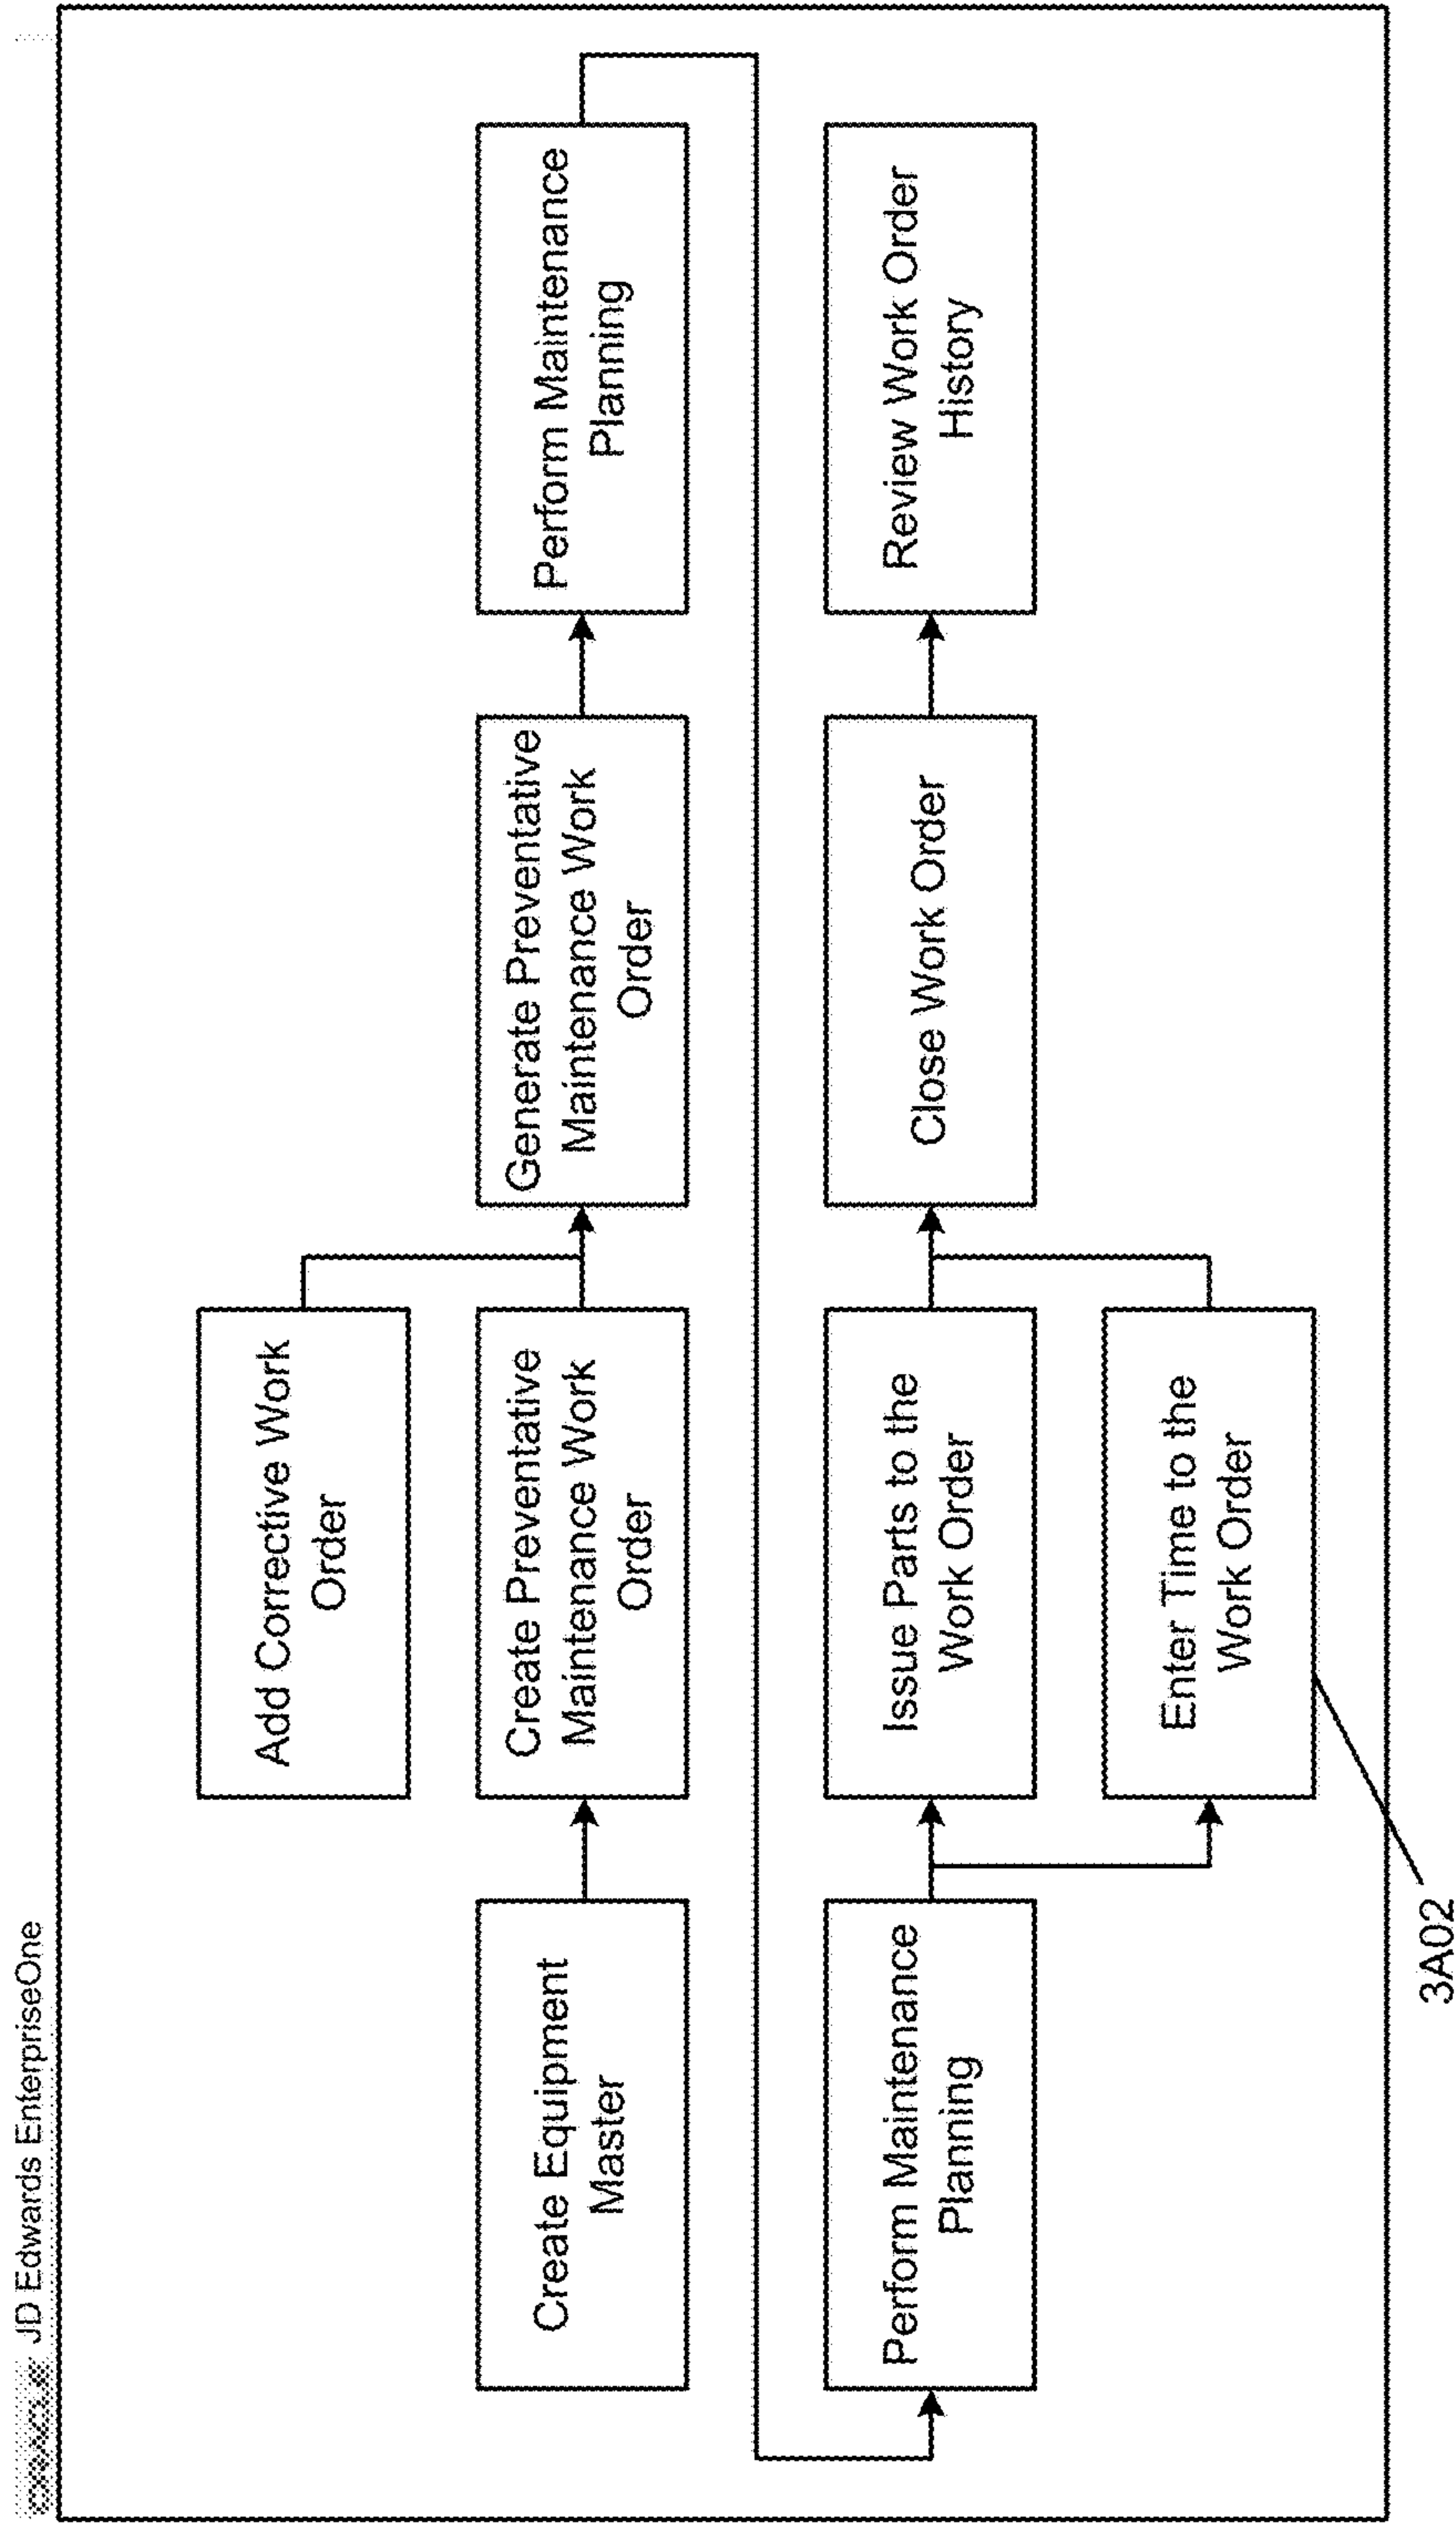 ORACLE JD Edwards EnterpriseOne
Add Corrective Work
Order
Create Equipment
Master
Create Preventative
Maintenance Work
Order
Generate Preventative
Maintenance Work
Order
Perform Maintenance
Planning
Perform Maintenance
Planning
Issue Parts to the
Work Order
Enter Time to the
Work Order
Close Work Order
Review Work Order
History
3A02